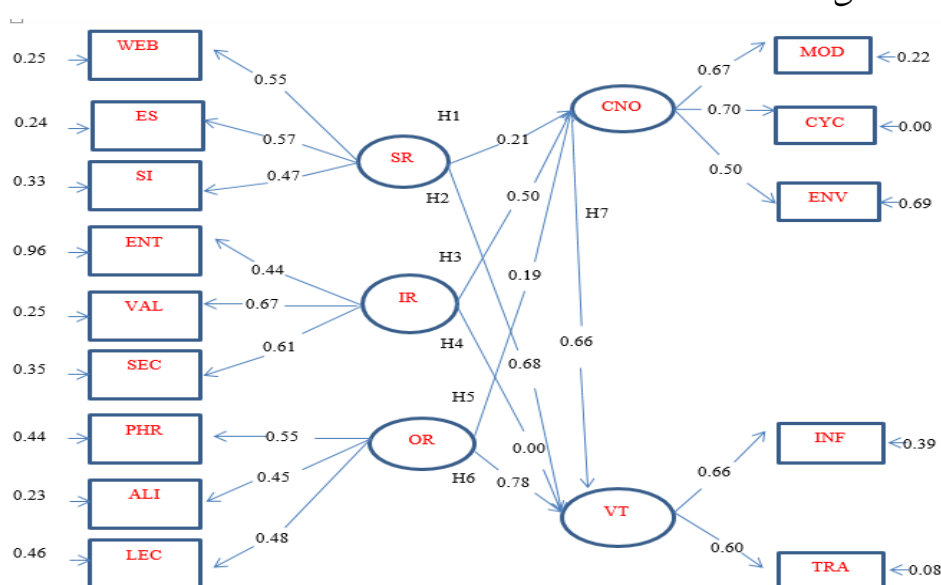 WEB
0.25
0.55
ES
0.24
0.57
SI
0.33
0.47
SR
H1
0.21
H2
CNO
0.67
MOD
0.22
0.70
CYC
0.00
0.50
ENV
0.69
ENT
0.96
0.44
VAL
0.25
0.67
SEC
0.35
0.61
IR
H3
0.50
H4
0.19
H7
0.66
0.68
PHR
0.44
0.55
ALI
0.23
0.45
LEC
0.46
0.48
OR
H5
0.00
H6
0.78
VT
0.66
INF
0.39
0.60
TRA
0.08